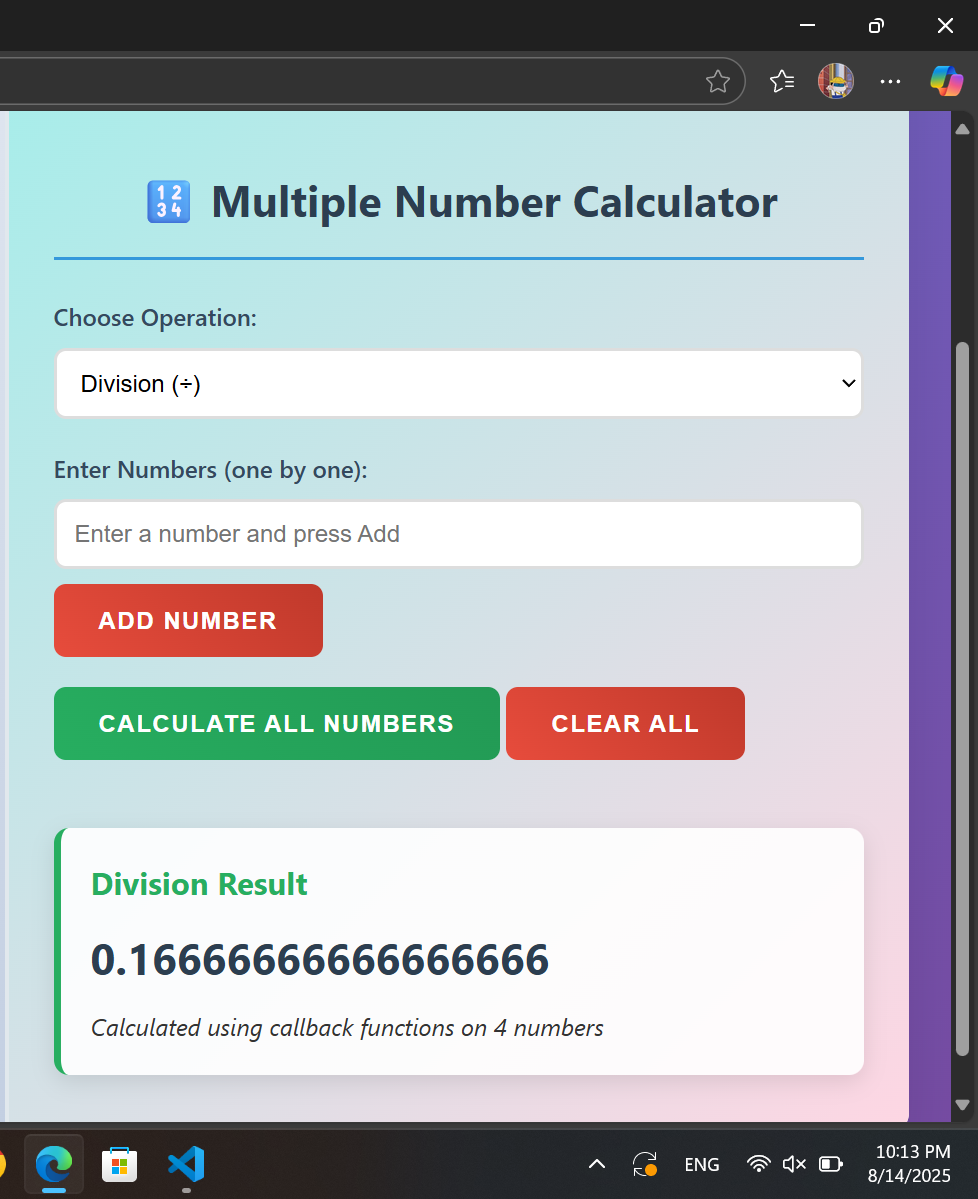 🔢 Multiple Number Calculator
Choose Operation:
Division (÷)
Enter Numbers (one by one):
Enter a number and press Add
ADD NUMBER
CALCULATE ALL NUMBERS CLEAR ALL
Division Result
0.16666666666666666
Calculated using callback functions on 4 numbers
ENG
10:13 PM
8/14/2025